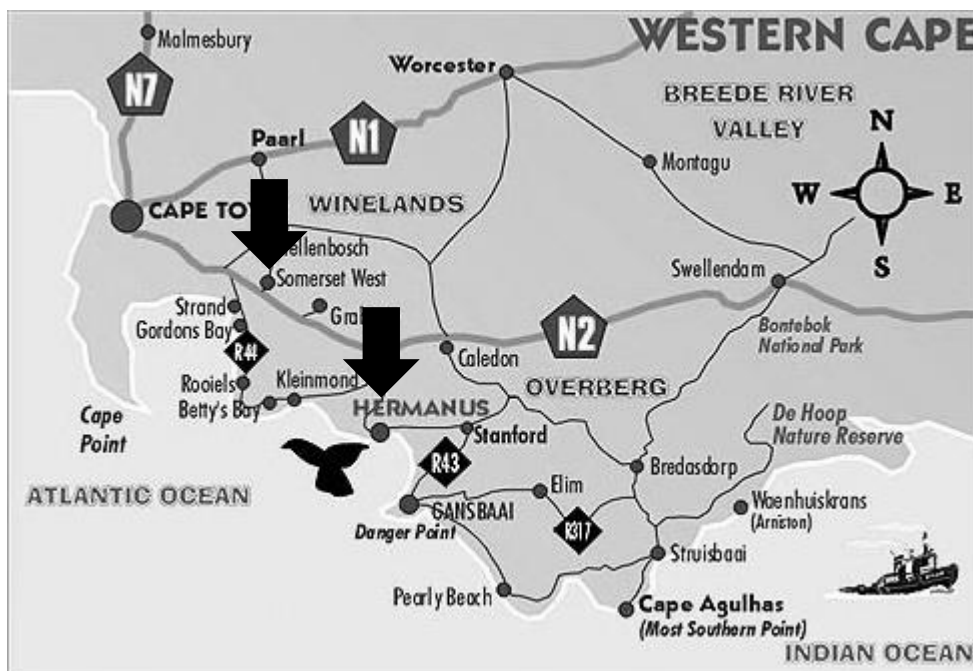 WESTERN CAPE
Malmesbury
N7
Worcester
BREEDE RIVER
VALLEY
N1
Paarl
Montagu
N
W
E
S
CAPE
WINELANDS
Somerset West
Swellendam
Strand
Gordons Bay
N2
Bontebok
National Park
R44
Caledon
Rooiels
Kleinmond
Betty's Bay
OVERBERG
HERMANUS
De Hoop
Nature Reserve
Cape
Point
Stanford
R43
Bredasdorp
ATLANTIC OCEAN
Elim
GANSBAAI
Danger Point
R317
Waenhuiskrans
(Arniston)
Struisbaai
Pearly Beach
Cape Agulhas
(Most Southern Point)
INDIAN OCEAN